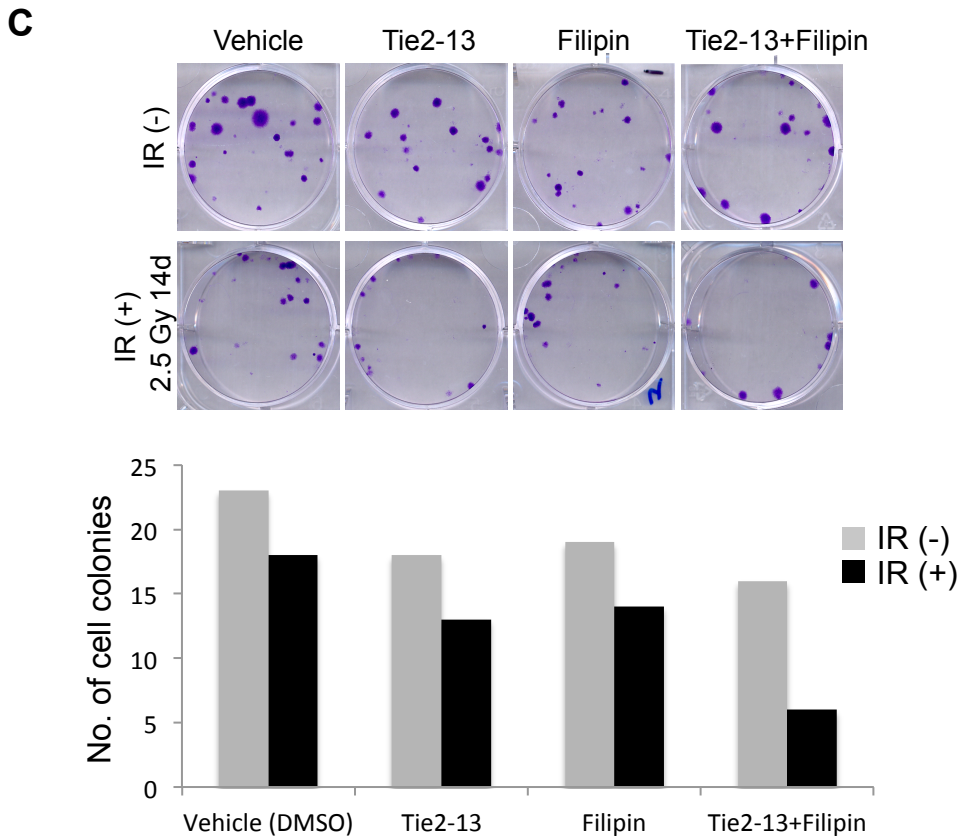 C
Vehicle Tie2-13 Filipin Tie2-13+Filipin
IR (-)
IR (+)
2.5 Gy 14d
No. of cell colonies
25
20
15
10
5
0
IR (-)
IR (+)
Vehicle (DMSO) Tie2-13 Filipin Tie2-13+Filipin